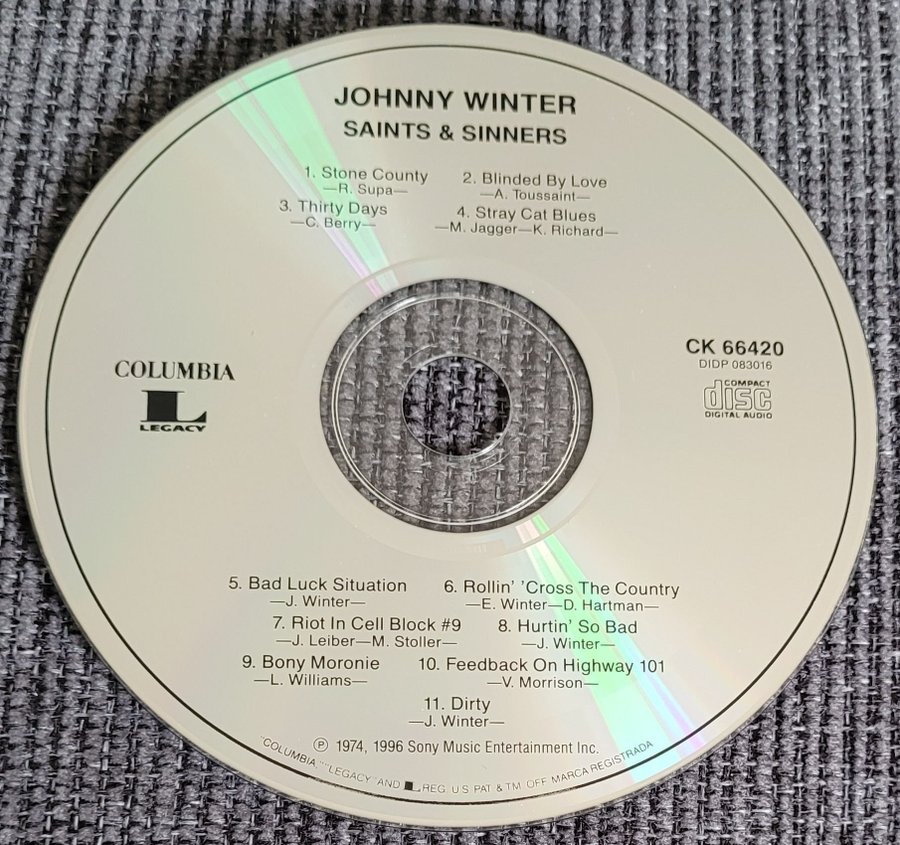 JOHNNY WINTER
SAINTS & SINNERS
1. Stone County 2. Blinded By Love
—R. Supa— —A. Toussaint—
3. Thirty Days 4. Stray Cat Blues
—C. Berry— —M. Jagger—K. Richard—
COLUMBIA
L
LEGACY
CK 66420
DIDP 083016
COMPACT
disc
DIGITAL AUDIO
5. Bad Luck Situation 6. Rollin' 'Cross The Country
—J. Winter— —E. Winter—D. Hartman—
7. Riot In Cell Block #9 8. Hurtin' So Bad
—J. Leiber—M. Stoller— —J. Winter—
9. Bony Moronie 10. Feedback On Highway 101
—L. Williams— —V. Morrison—
11. Dirty
—J. Winter—
℗ 1974, 1996 Sony Music Entertainment Inc.
"COLUMBIA," "LEGACY" AND L REG. U.S. PAT. & TM. OFF. MARCA REGISTRADA